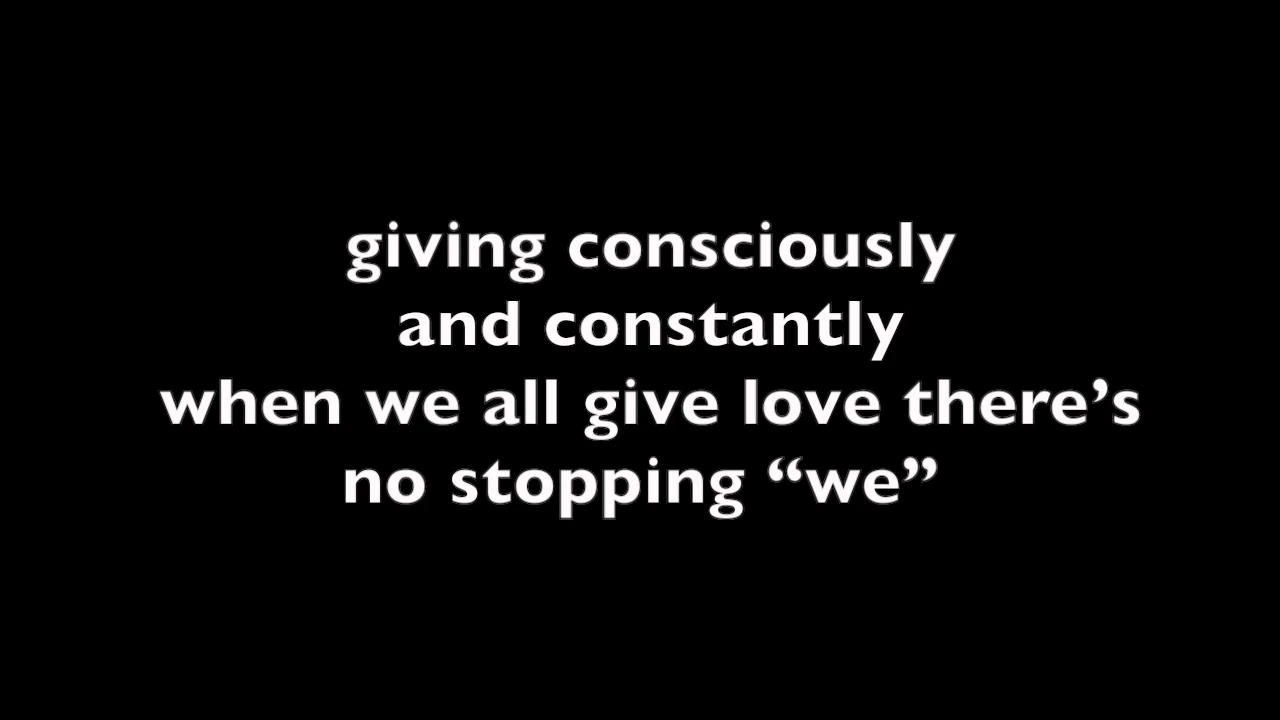 giving consciously
and constantly
when we all give love there’s
no stopping “we”